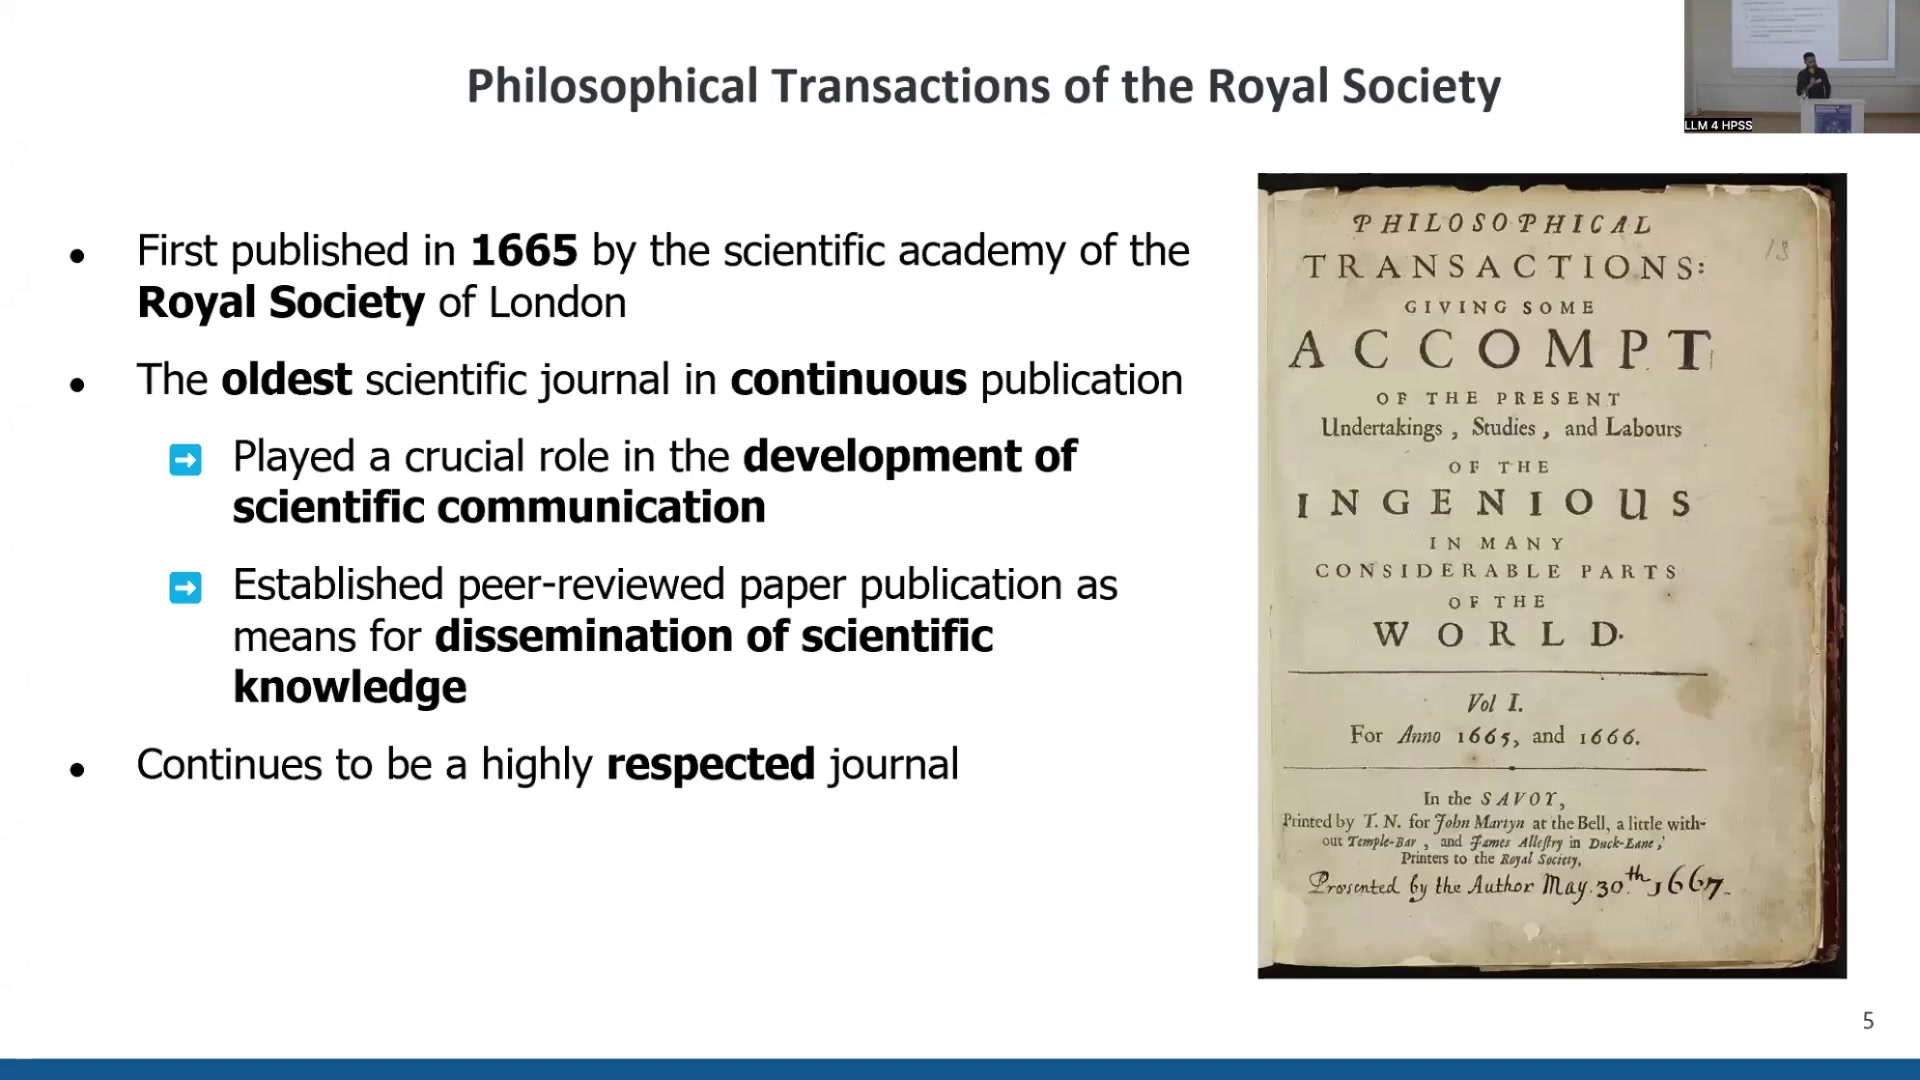 Philosophical Transactions of the Royal Society
LLM 4 HPSS
First published in 1665 by the scientific academy of the
Royal Society of London
The oldest scientific journal in continuous publication
Played a crucial role in the development of
scientific communication
Established peer-reviewed paper publication as
means for dissemination of scientific
knowledge
Continues to be a highly respected journal
13
PHILOSOPHICAL
TRANSACTIONS:
GIVING SOME
ACCOMPT
OF THE PRESENT
Undertakings, Studies, and Labours
OF THE
INGENIOUS
IN MANY
CONSIDERABLE PARTS
OF THE
WORLD.
Vol I.
For Anno 1665, and 1666.
In the SAVOY,
Printed by T. N. for John Martyn at the Bell, a little with-
out Temple-Bar, and James Allestry in Duck-Lane,
Printers to the Royal Society.
Presented by the Author May. 30th 1667.
5